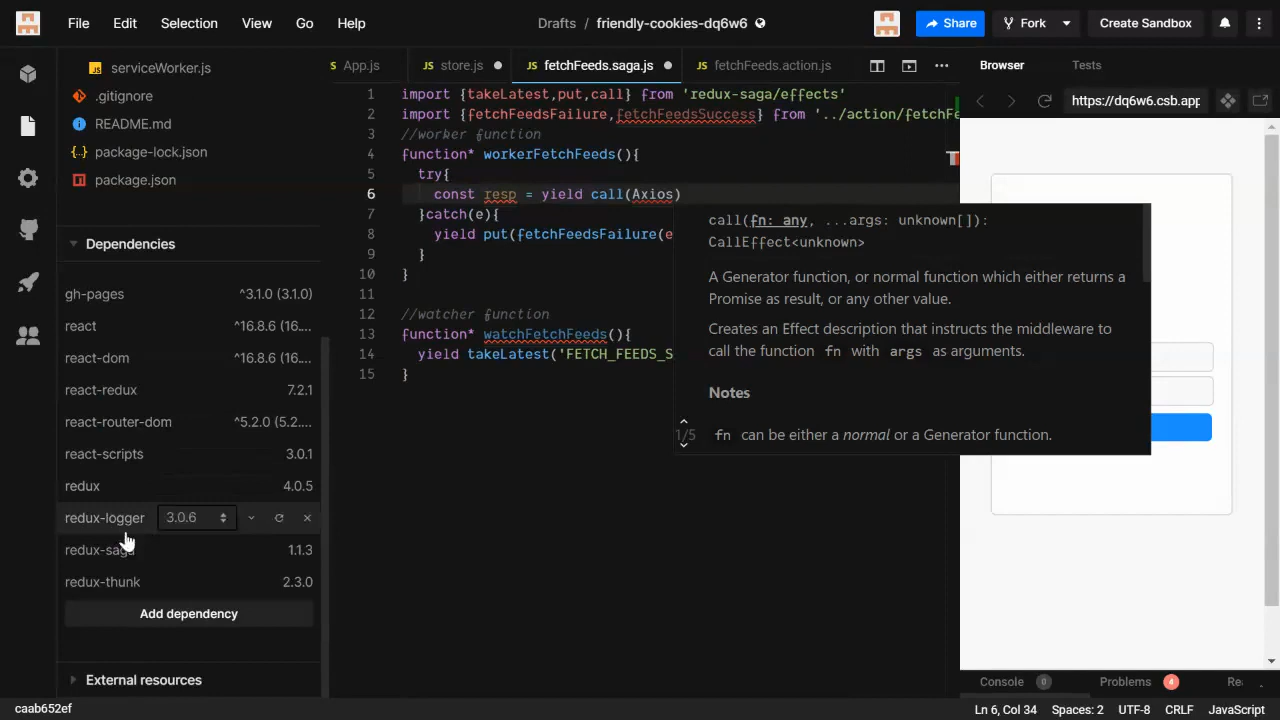 File Edit Selection View Go Help
Drafts / friendly-cookies-dq6w6
Share
Fork
Create Sandbox
serviceWorker.js
.gitignore
README.md
package-lock.json
package.json
Dependencies
gh-pages ^3.1.0 (3.1.0)
react ^16.8.6 (16....
react-dom ^16.8.6 (16....
react-redux 7.2.1
react-router-dom ^5.2.0 (5.2....
react-scripts 3.0.1
redux 4.0.5
redux-logger 3.0.6
redux-saga 1.1.3
redux-thunk 2.3.0
Add dependency
External resources
caab652ef
App.js
store.js
fetchFeeds.saga.js
fetchFeeds.action.js
1 import {takeLatest,put,call} from 'redux-saga/effects'
2 import {fetchFeedsFailure,fetchFeedsSuccess} from '../action/fetchFe
3 //worker function
4 function* workerFetchFeeds(){
5 try{
6 const resp = yield call(Axios)
7 }catch(e){
8 yield put(fetchFeedsFailure(e
9 }
10 }
11
12 //watcher function
13 function* watchFetchFeeds(){
14 yield takeLatest('FETCH_FEEDS_S
15 }
call(fn: any, ...args: unknown[]):
CallEffect<unknown>
A Generator function, or normal function which either returns a
Promise as result, or any other value.
Creates an Effect description that instructs the middleware to
call the function fn with args as arguments.
Notes
1/5
fn can be either a normal or a Generator function.
Browser Tests
https://dq6w6.csb.app
Console 0 Problems 4 Re
Ln 6, Col 34 Spaces: 2 UTF-8 CRLF JavaScript